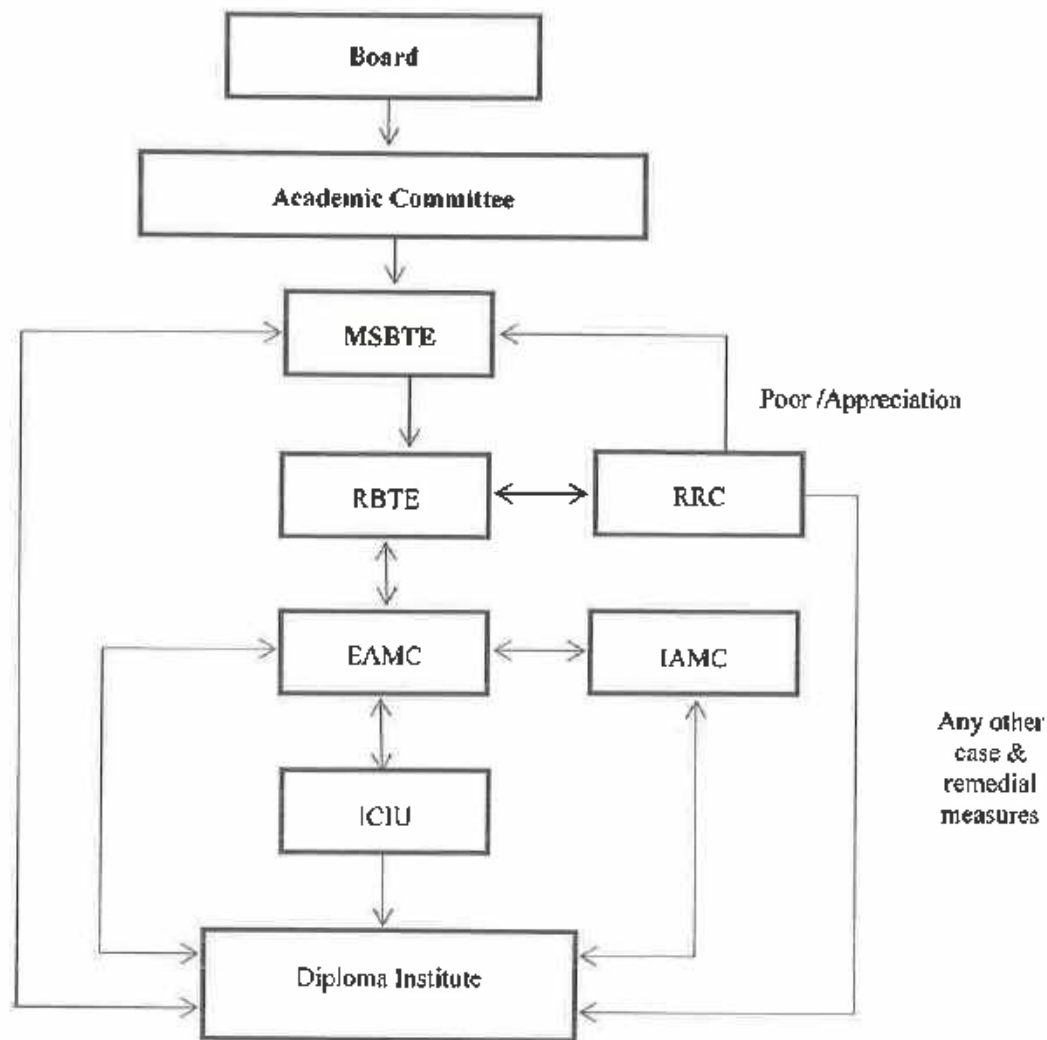 Board
Academic Committee
MSBTE
Poor /Appreciation
RBTE
RRC
EAMC
IAMC
Any other
case &
remedial
measures
ICIU
Diploma Institute